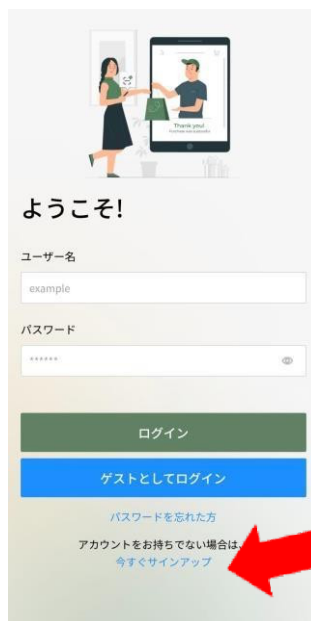 Thank you!
ようこそ!
ユーザー名
example
パスワード
******
ログイン
ゲストとしてログイン
パスワードを忘れた方
アカウントをお持ちでない場合は、
今すぐサインアップ